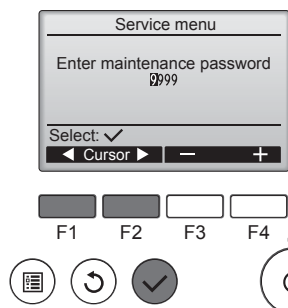 Service menu
Enter maintenance password
9999
Select: ✓
◀ Cursor ▶ − +
F1 F2 F3 F4